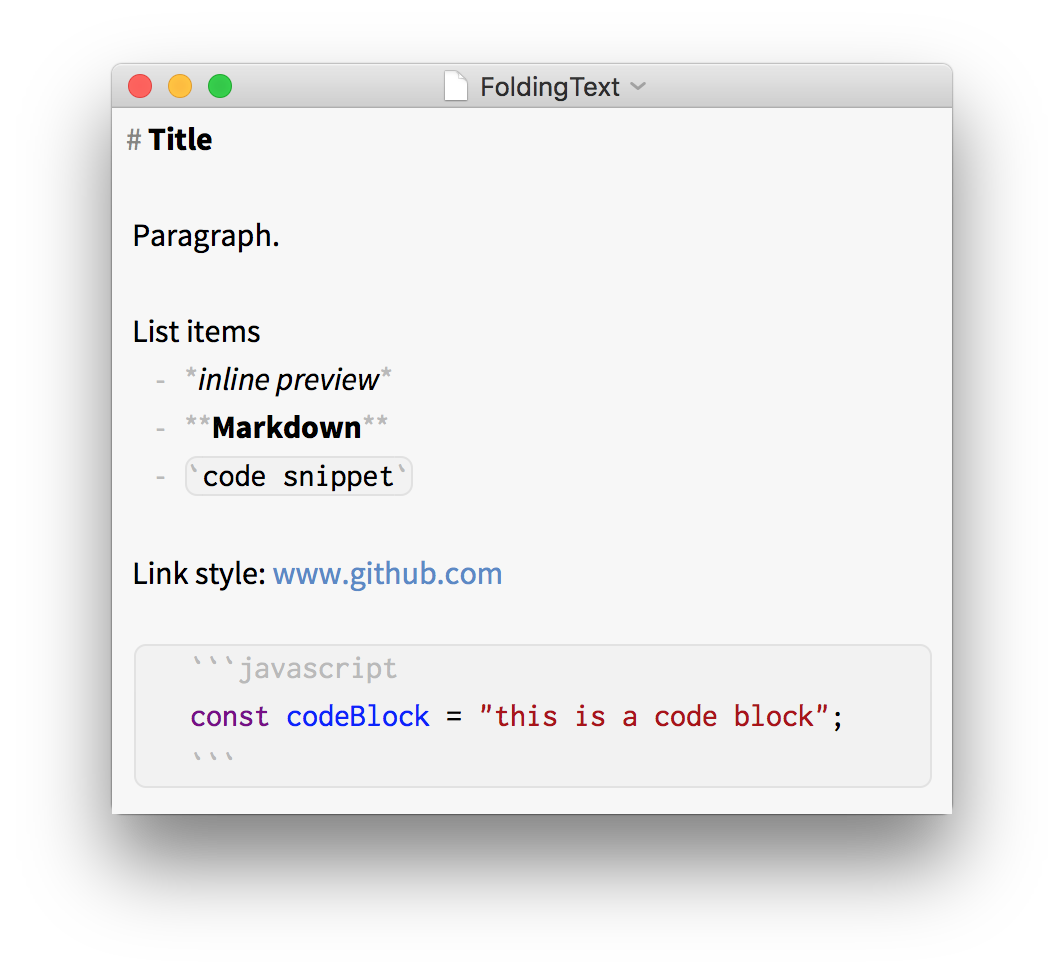 FoldingText
# Title
Paragraph.
List items
- *inline preview*
- **Markdown**
- `code snippet`
Link style: www.github.com
```javascript
const codeBlock = "this is a code block";
```